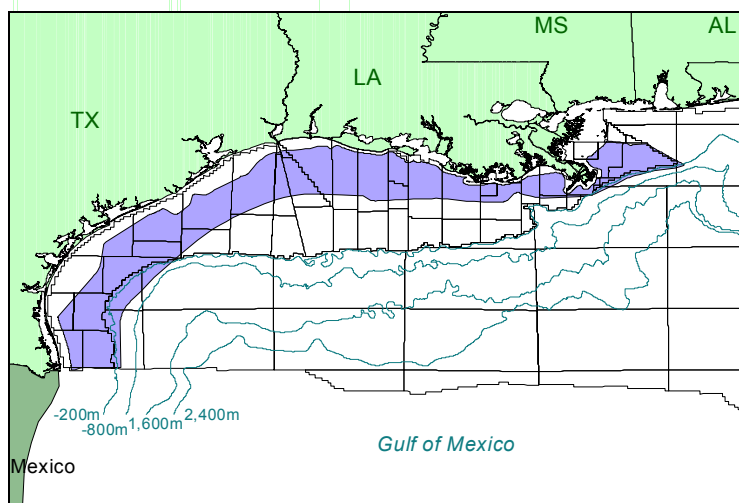 MS
AL
LA
TX
-200m
-800m
1,600m
2,400m
Gulf of Mexico
Mexico